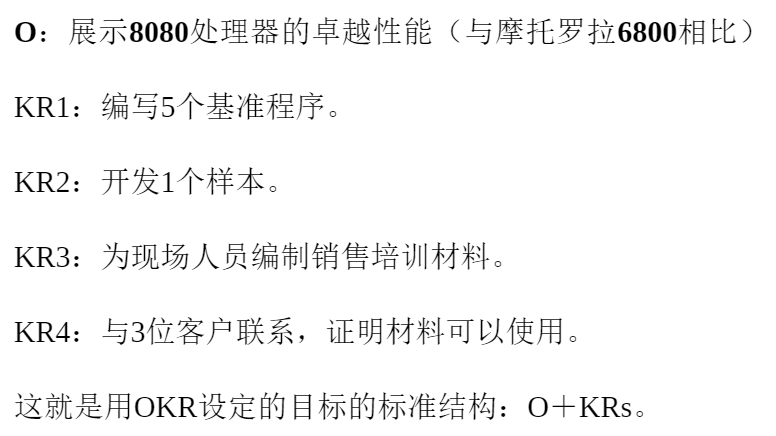 O：展示8080处理器的卓越性能（与摩托罗拉6800相比）
KR1：编写5个基准程序。
KR2：开发1个样本。
KR3：为现场人员编制销售培训材料。
KR4：与3位客户联系，证明材料可以使用。
这就是用OKR设定的目标的标准结构：O＋KRs。